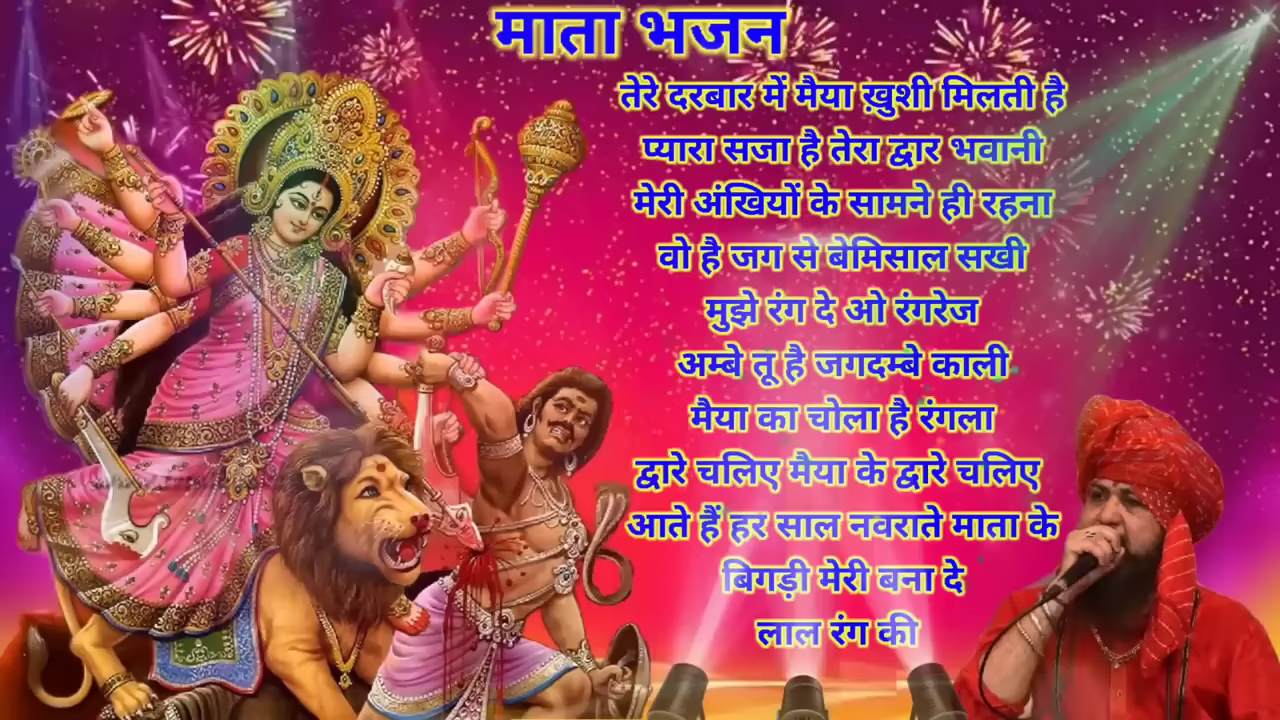 माता भजन
तेरे दरबार में मैया ख़ुशी मिलती है
प्यारा सजा है तेरा द्वार भवानी
मेरी अंखियों के सामने ही रहना
वो है जग से बेमिसाल सखी
मुझे रंग दे ओ रंगरेज
अम्बे तू है जगदम्बे काली
मैया का चोला है रंगला
द्वारे चलिए मैया के द्वारे चलिए
आते हैं हर साल नवराते माता के
बिगड़ी मेरी बना दे
लाल रंग की